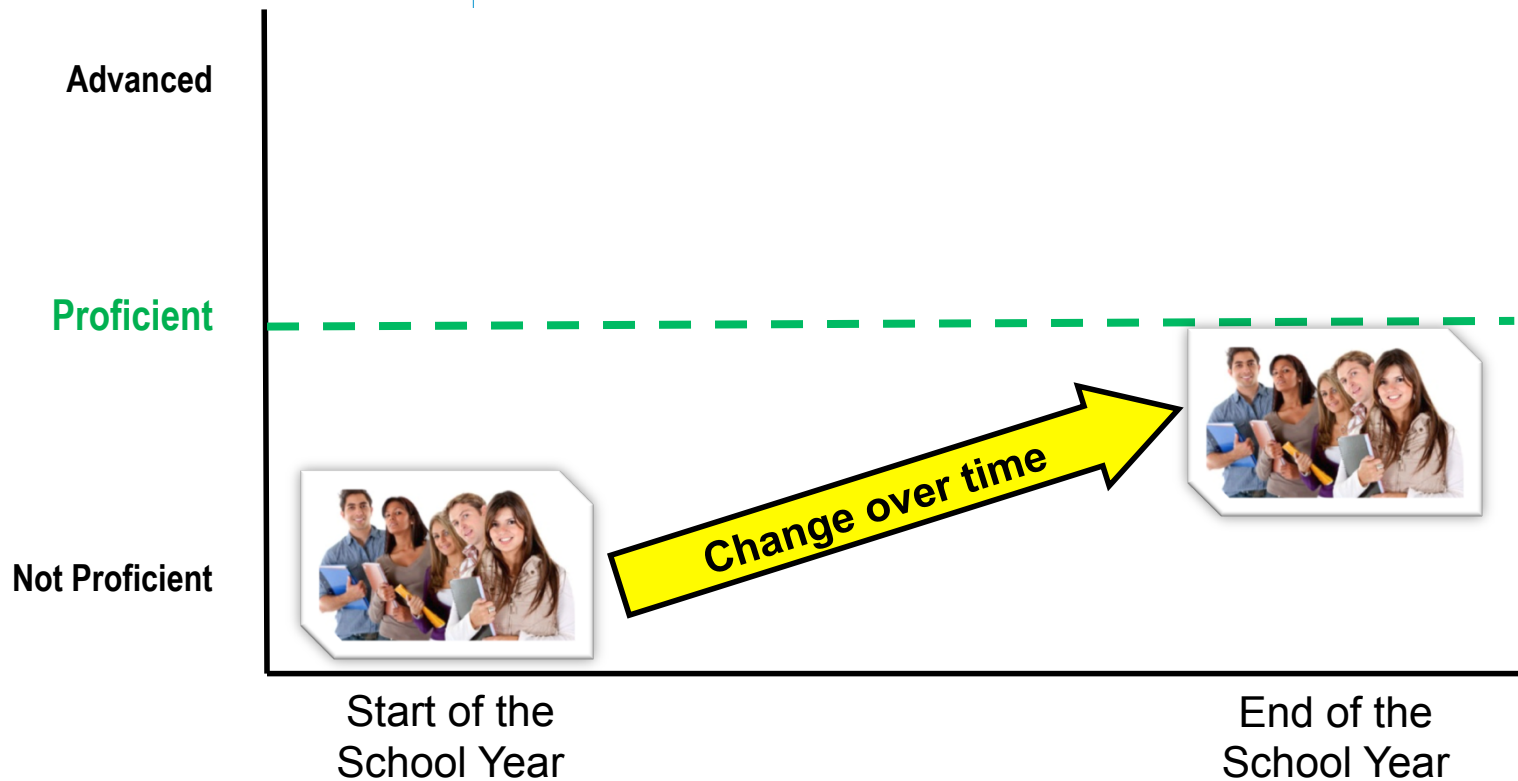 Advanced
Proficient
Change over time
Not Proficient
Start of the
School Year
End of the
School Year